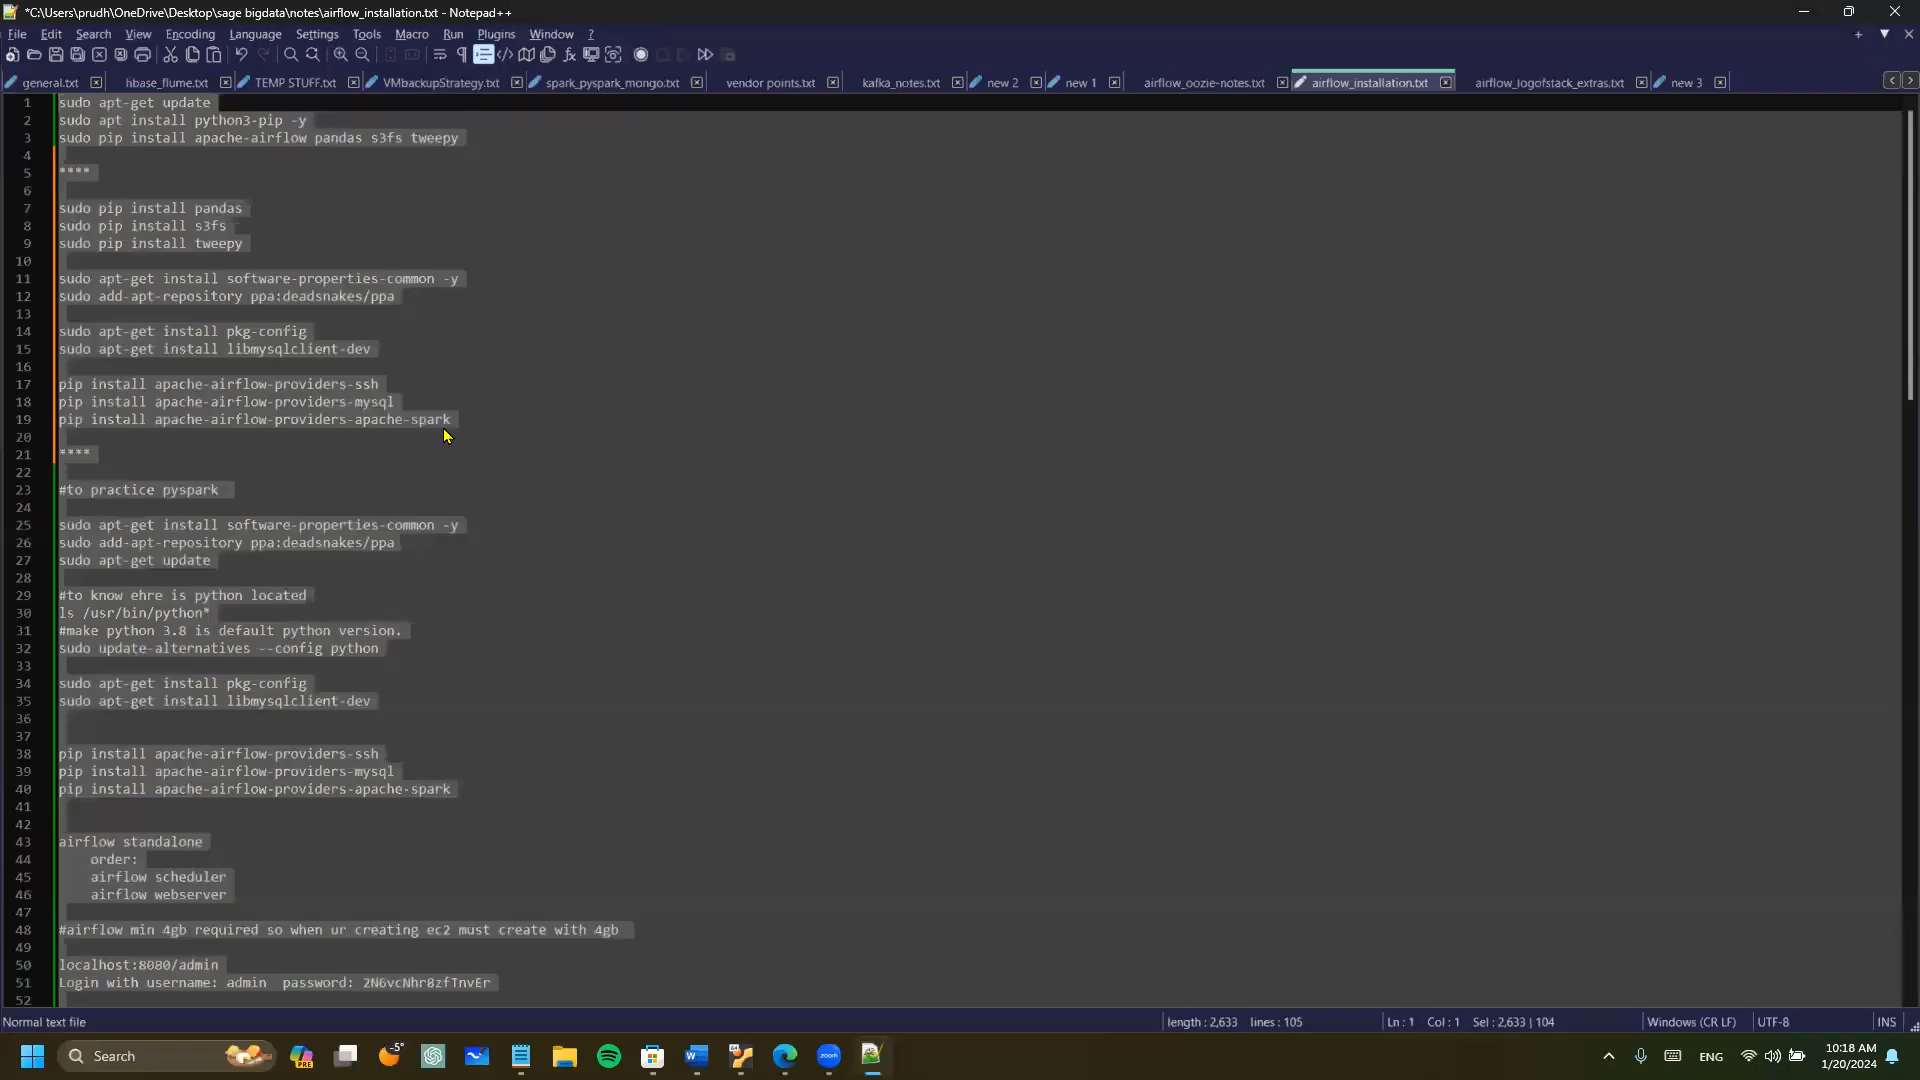 *C:\Users\prudh\OneDrive\Desktop\sage bigdata\notes\airflow_installation.txt - Notepad++
File Edit Search View Encoding Language Settings Tools Macro Run Plugins Window ?
general.txt hbase_flume.txt TEMP STUFF.txt VMbackupStrategy.txt spark_pyspark_mongo.txt vendor points.txt kafka_notes.txt new 2 new 1 airflow_oozie-notes.txt airflow_installation.txt airflow_logofstack_extras.txt new 3
1 sudo apt-get update
2 sudo apt install python3-pip -y
3 sudo pip install apache-airflow pandas s3fs tweepy
4
5 ****
6
7 sudo pip install pandas
8 sudo pip install s3fs
9 sudo pip install tweepy
10
11 sudo apt-get install software-properties-common -y
12 sudo add-apt-repository ppa:deadsnakes/ppa
13
14 sudo apt-get install pkg-config
15 sudo apt-get install libmysqlclient-dev
16
17 pip install apache-airflow-providers-ssh
18 pip install apache-airflow-providers-mysql
19 pip install apache-airflow-providers-apache-spark
20
21 ****
22
23 #to practice pyspark
24
25 sudo apt-get install software-properties-common -y
26 sudo add-apt-repository ppa:deadsnakes/ppa
27 sudo apt-get update
28
29 #to know ehre is python located
30 ls /usr/bin/python*
31 #make python 3.8 is default python version.
32 sudo update-alternatives --config python
33
34 sudo apt-get install pkg-config
35 sudo apt-get install libmysqlclient-dev
36
37
38 pip install apache-airflow-providers-ssh
39 pip install apache-airflow-providers-mysql
40 pip install apache-airflow-providers-apache-spark
41
42
43 airflow standalone
44 order:
45 airflow scheduler
46 airflow webserver
47
48 #airflow min 4gb required so when ur creating ec2 must create with 4gb
49
50 localhost:8080/admin
51 Login with username: admin password: 2N6vcNhr8zfTnvEr
52
Normal text file length : 2,633 lines : 105 Ln : 1 Col : 1 Sel : 2,633 | 104 Windows (CR LF) UTF-8 INS
Search PRE -5° zoom ENG 10:18 AM
1/20/2024